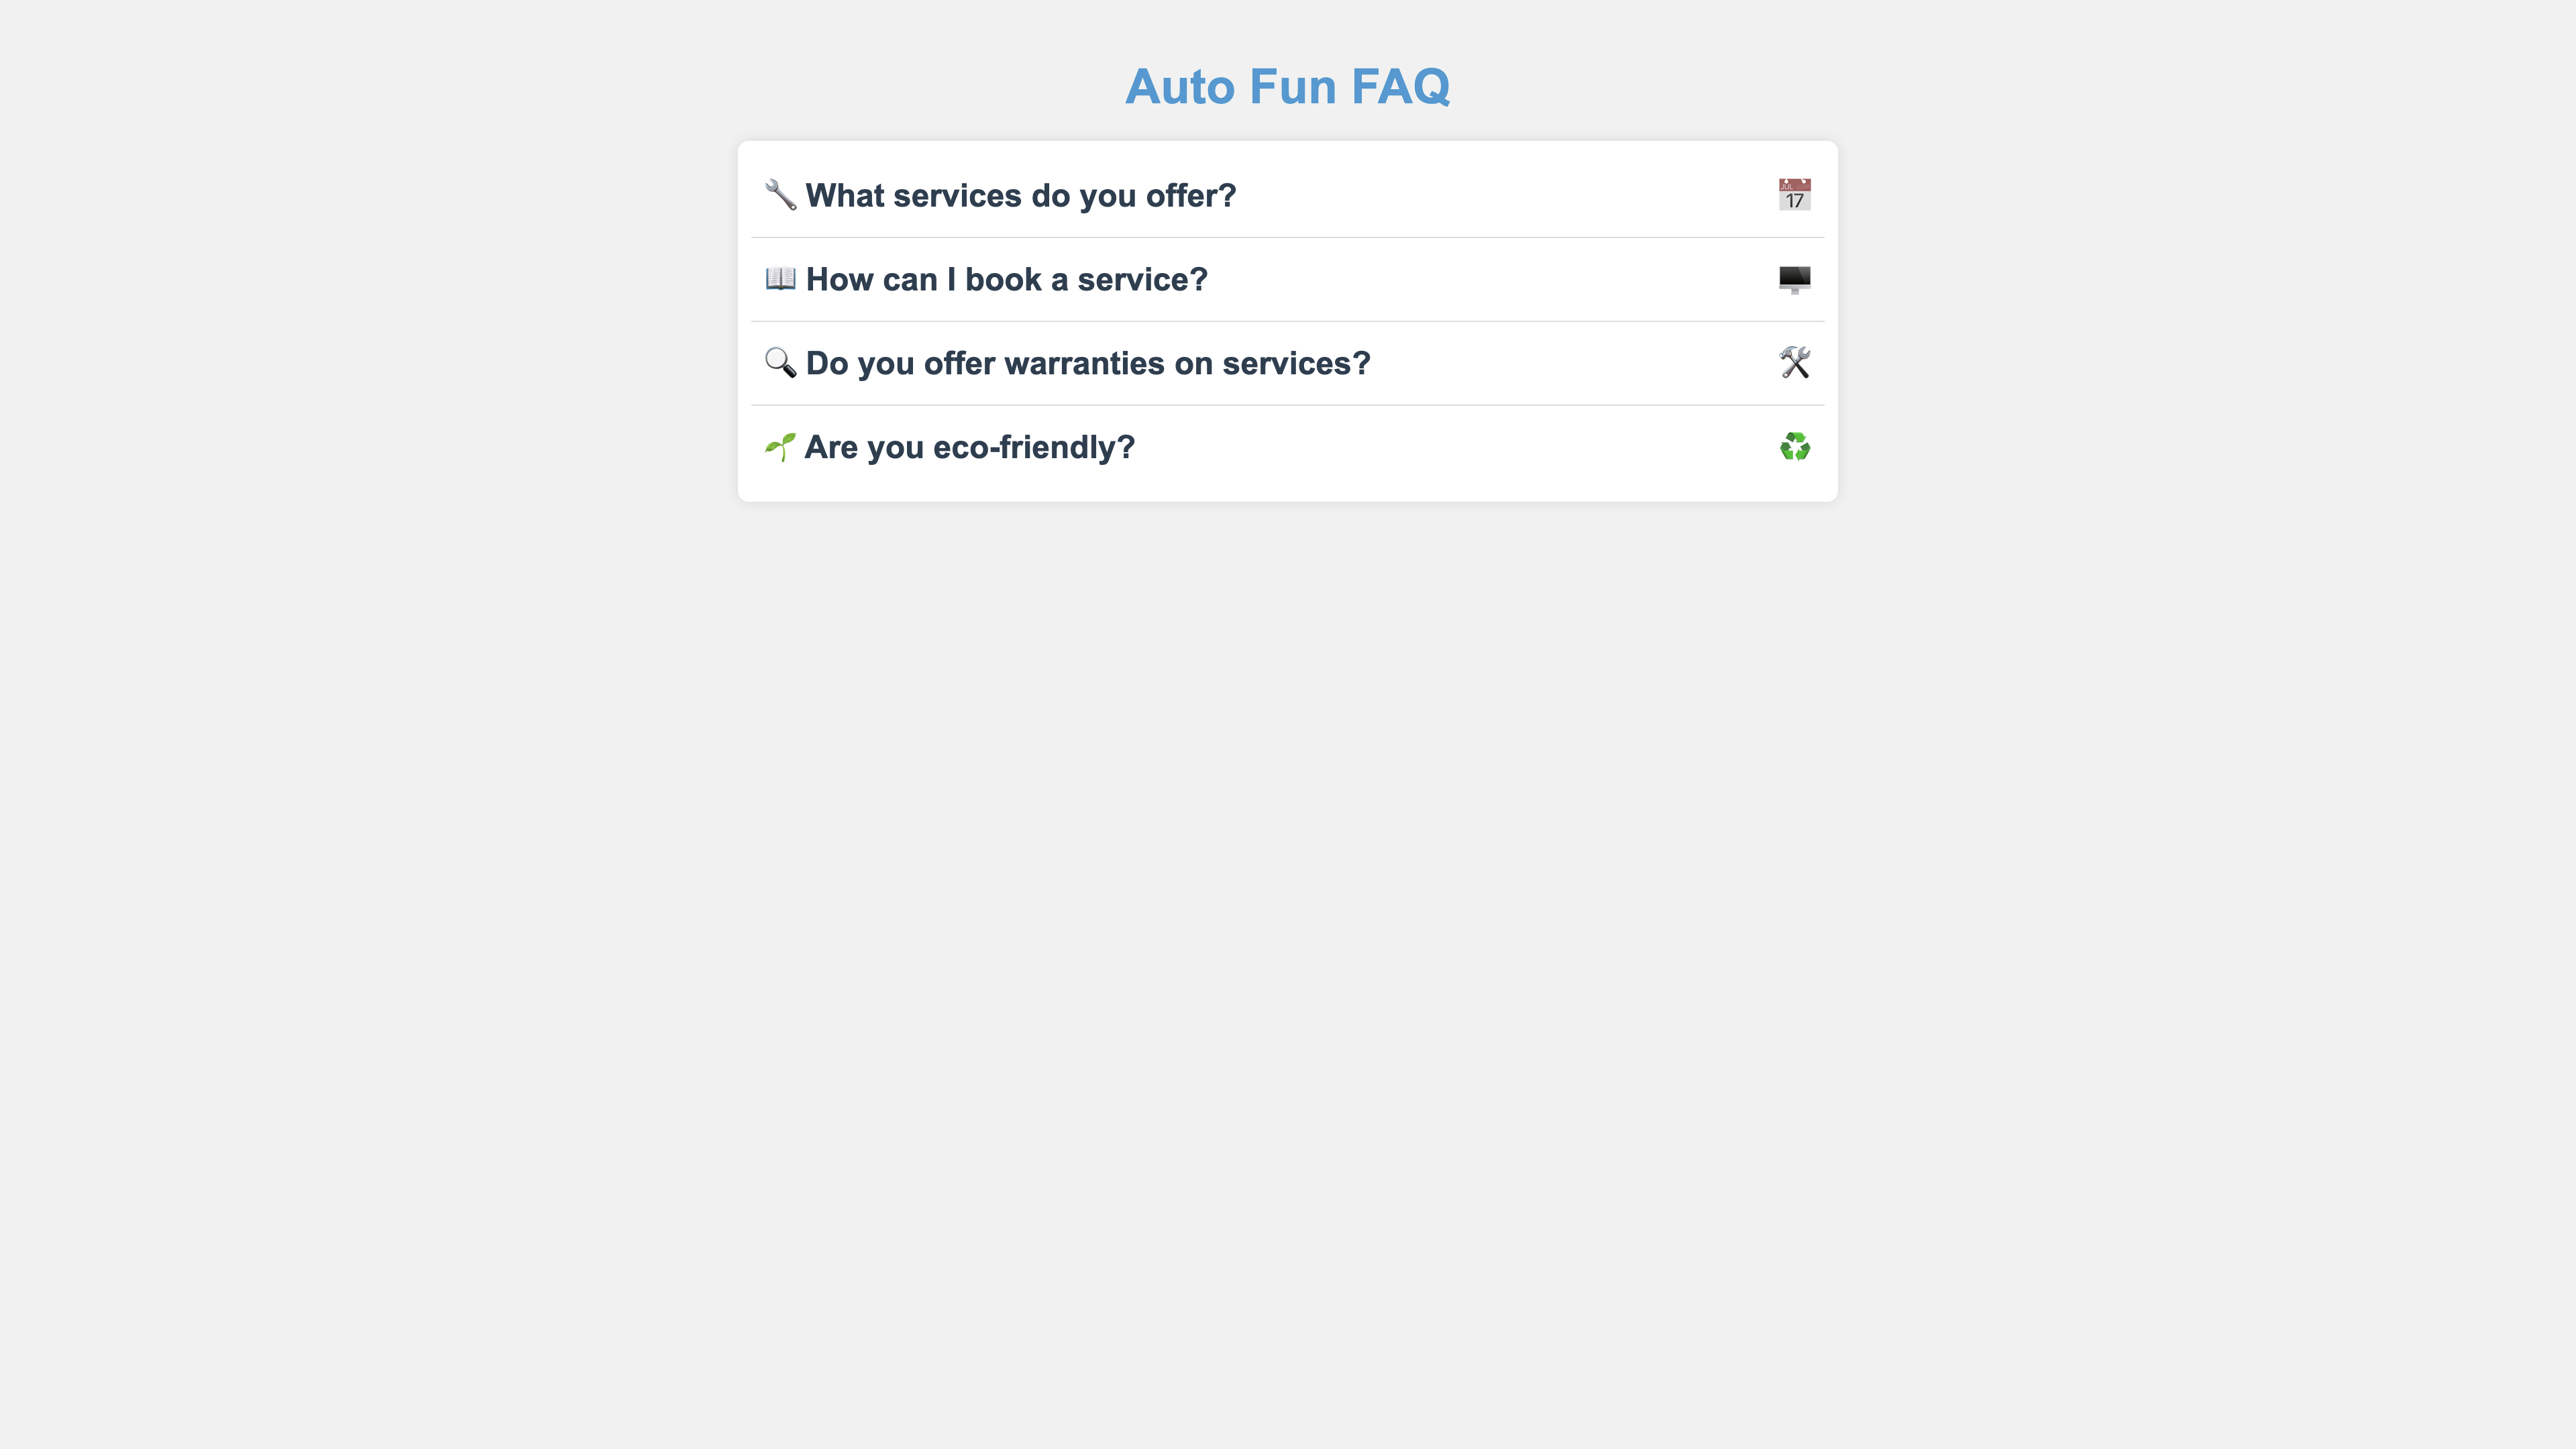 Auto Fun FAQ
🔧 What services do you offer? 📅
📖 How can I book a service? 🖥️
🔍 Do you offer warranties on services? 🛠️
🌱 Are you eco-friendly? ♻️